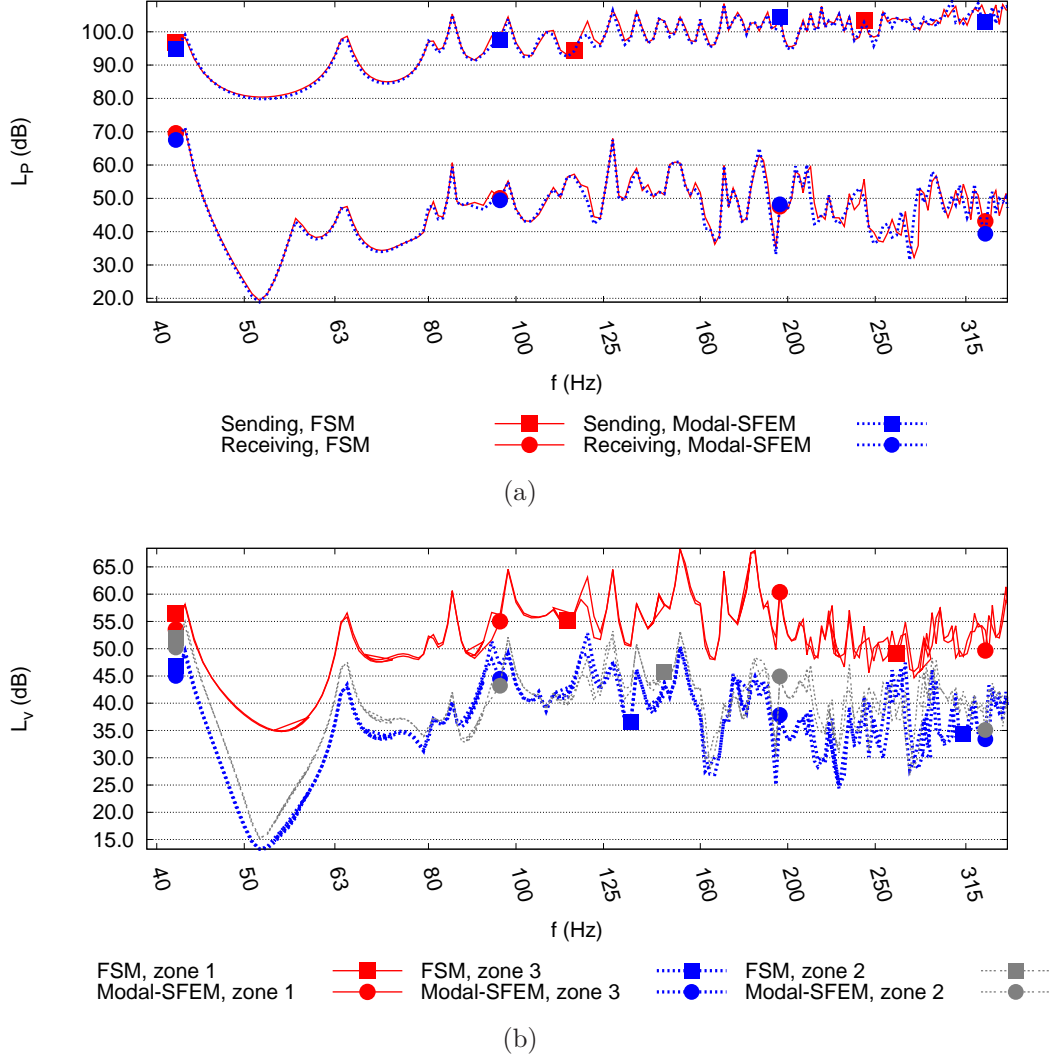 100.0
90.0
80.0
70.0
60.0
50.0
40.0
30.0
20.0
L_P (dB)
40 50 63 80 100 125 160 200 250 315
f (Hz)
Sending, FSM Sending, Modal-SFEM
Receiving, FSM Receiving, Modal-SFEM
(a)
65.0
60.0
55.0
50.0
45.0
40.0
35.0
30.0
25.0
20.0
15.0
L_v (dB)
40 50 63 80 100 125 160 200 250 315
f (Hz)
FSM, zone 1 FSM, zone 3 FSM, zone 2
Modal-SFEM, zone 1 Modal-SFEM, zone 3 Modal-SFEM, zone 2
(b)